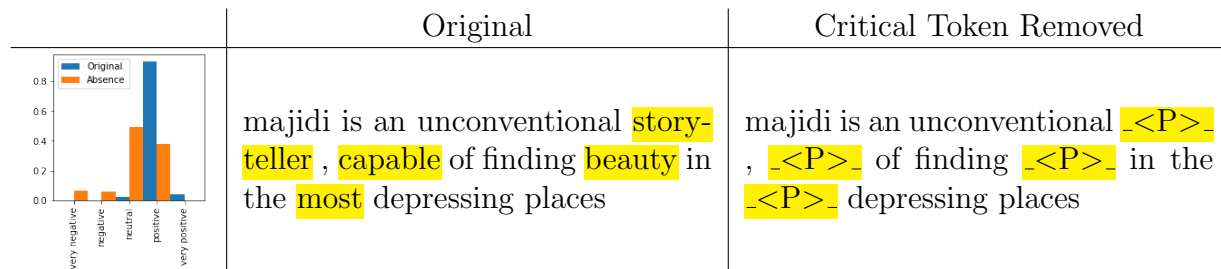 Original
Critical Token Removed
Original
Absence
0.8
0.6
0.4
0.2
0.0
very negative
negative
neutral
positive
very positive
majidi is an unconventional story-
teller , capable of finding beauty in
the most depressing places
majidi is an unconventional _<P>_
, _<P>_ of finding _<P>_ in the
_<P>_ depressing places